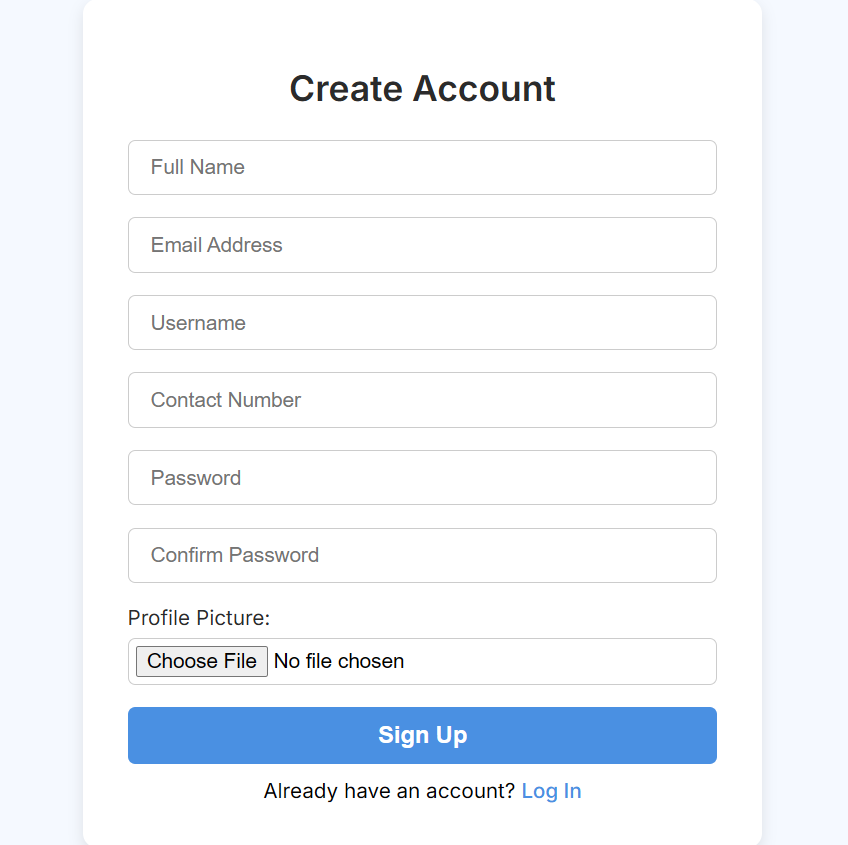 Create Account
Full Name
Email Address
Username
Contact Number
Password
Confirm Password
Profile Picture:
Choose File No file chosen
Sign Up
Already have an account? Log In